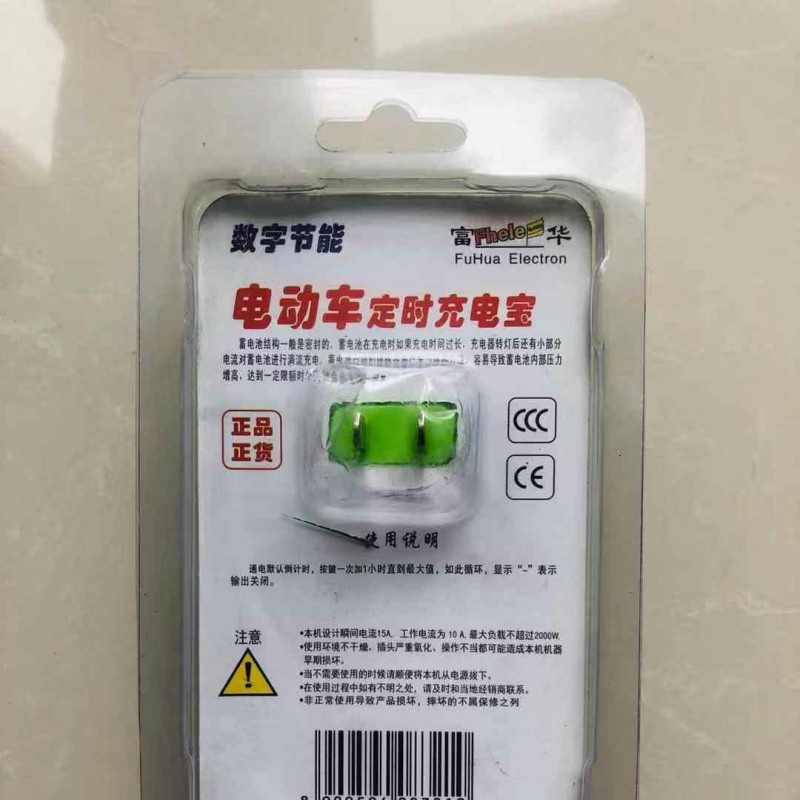 数字节能
富 Fhele 华
FuHua Electron
电动车定时充电宝
蓄电池结构一般是密封的，蓄电池在充电时如果充电时间过长，充电器转灯后还有小部分
电流对蓄电池进行涓流充电，容易导致蓄电池内部压力
增高，达到一定限额时
正品
正货
CCC
CE
使用说明
通电默认倒计时，按键一次加1小时直到最大值，如此循环，显示“-”表示
输出关闭。
注意
•本机设计瞬间电流15A. 工作电流为 10 A. 最大负载不超过2000W.
•使用环境不干燥、插头严重氧化、操作不当都可能造成本机机器
早期损坏。
•当不需要使用的时候请顺便将本机从电源拔下。
•在使用过程中如有不明之处，请及时和当地经销商联系。
•非正常使用导致产品损坏，摔坏的不属保修之列